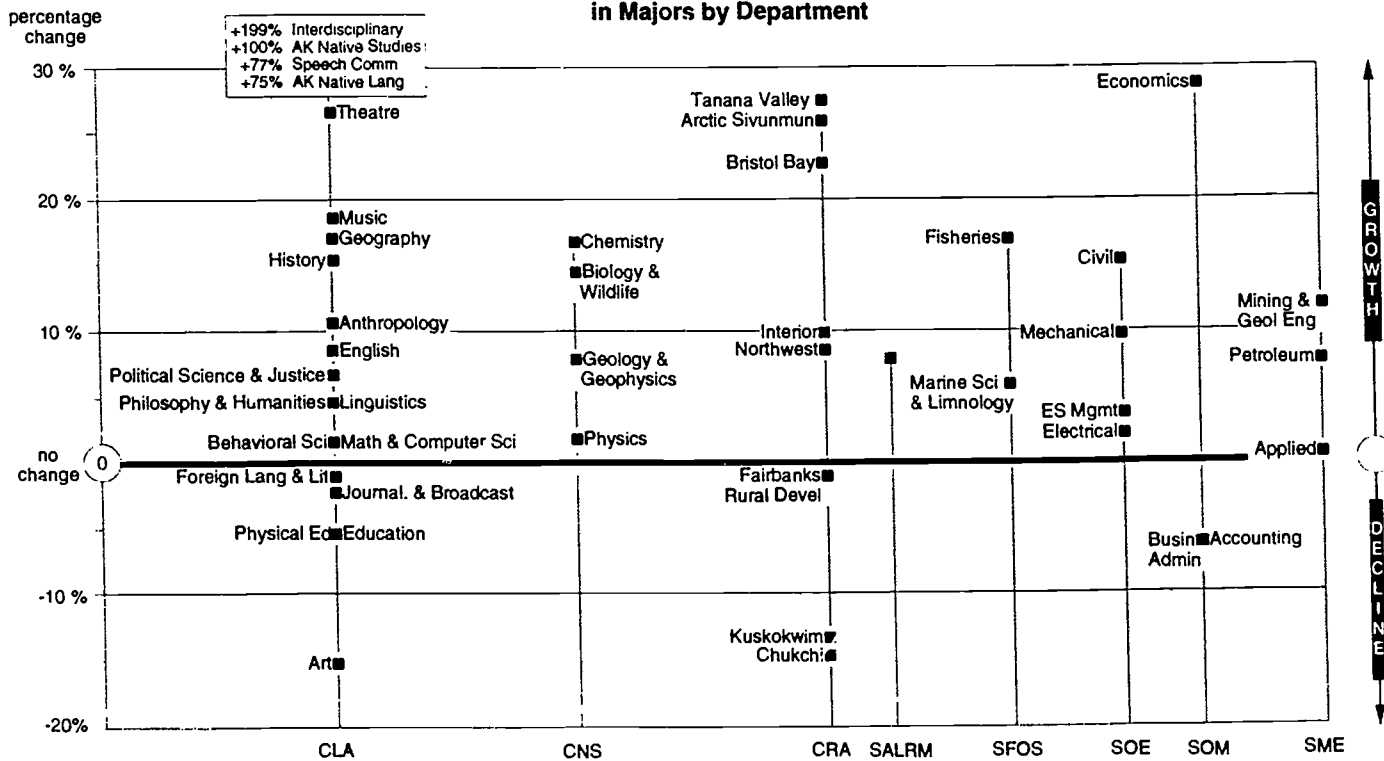 in Majors by Department
percentage
change
+199% Interdisciplinary
+100% AK Native Studies
+77% Speech Comm
+75% AK Native Lang
30 %
Economics
Theatre
Tanana Valley
Arctic Sivunmun
Bristol Bay
20 %
Music
Geography
History
Chemistry
Biology &
Wildlife
Fisheries
Civil
GROWTH
Mining &
Geol Eng
10 %
Anthropology
English
Interior
Northwest
Mechanical
Petroleum
Political Science & Justice
Geology &
Geophysics
Marine Sci
& Limnology
Philosophy & Humanities Linguistics
ES Mgmt
Electrical
Behavioral Sci Math & Computer Sci
Physics
Applied
no
change
0
Foreign Lang & Lit
Journal. & Broadcast
Fairbanks
Rural Devel
Physical Ed Education
Busin Accounting
Admin
DECLINE
-10 %
Kuskokwim
Chukchi
Art
-20%
CLA CNS CRA SALRM SFOS SOE SOM SME